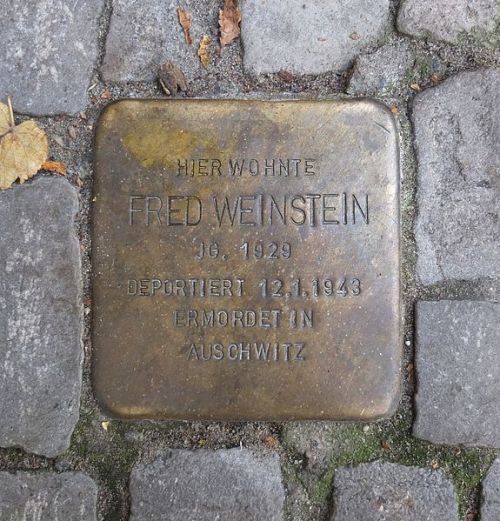 HIER WOHNTE
FRED WEINSTEIN
JG. 1929
DEPORTIERT 12.1.1943
ERMORDET IN
AUSCHWITZ